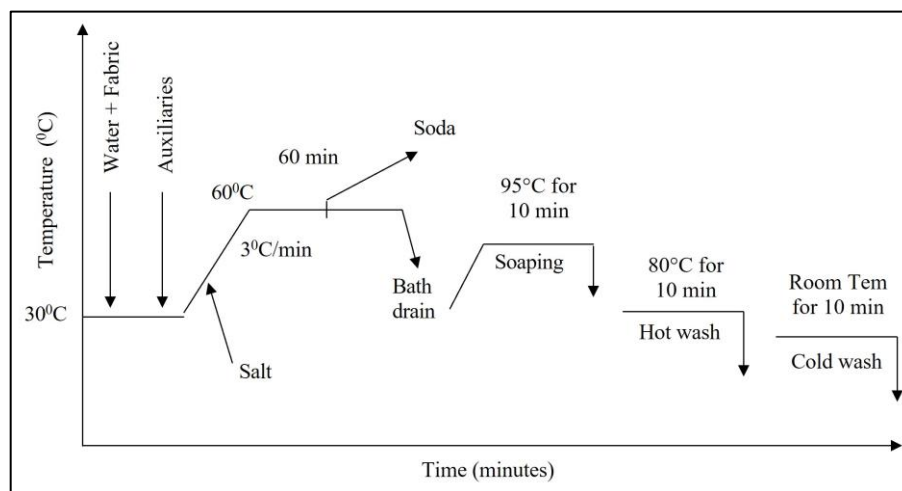 Temperature (⁰C)
Water + Fabric
Auxiliaries
Soda
60 min
60⁰C
95°C for
10 min
3⁰C/min
Soaping
Bath
drain
80°C for
10 min
Room Tem
for 10 min
30⁰C
Hot wash
Cold wash
Salt
Time (minutes)